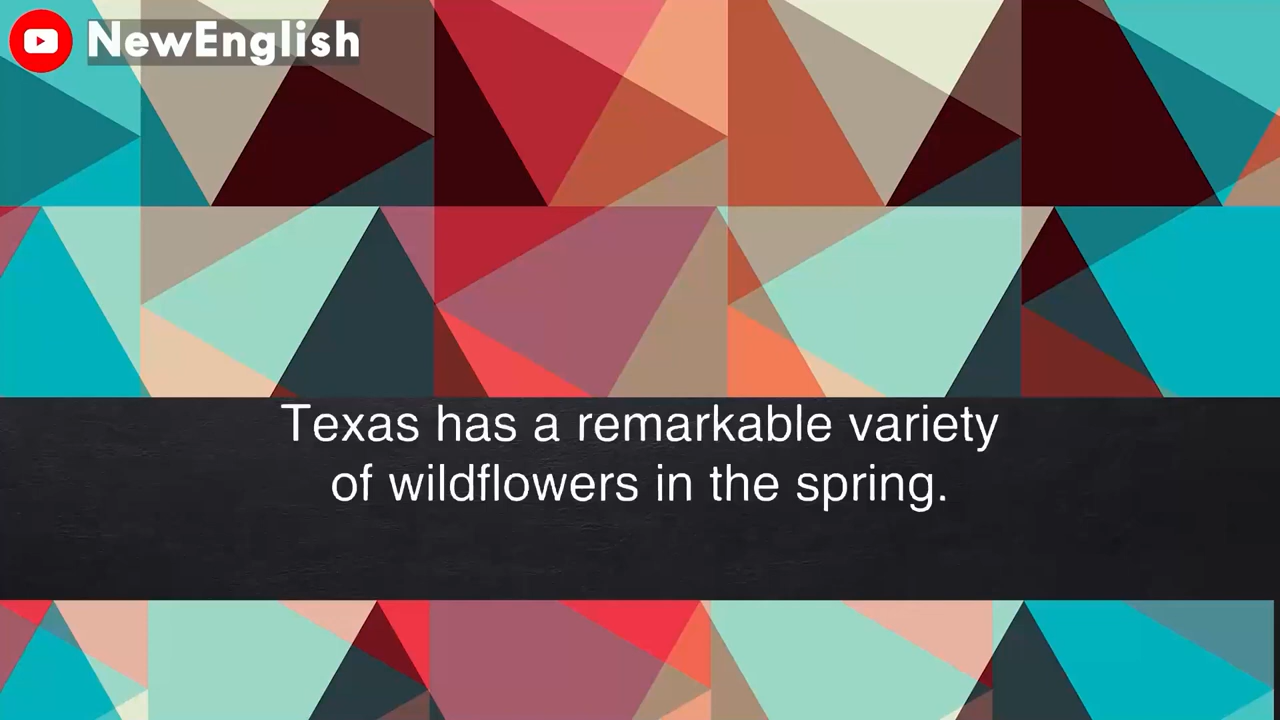 NewEnglish
Texas has a remarkable variety
of wildflowers in the spring.